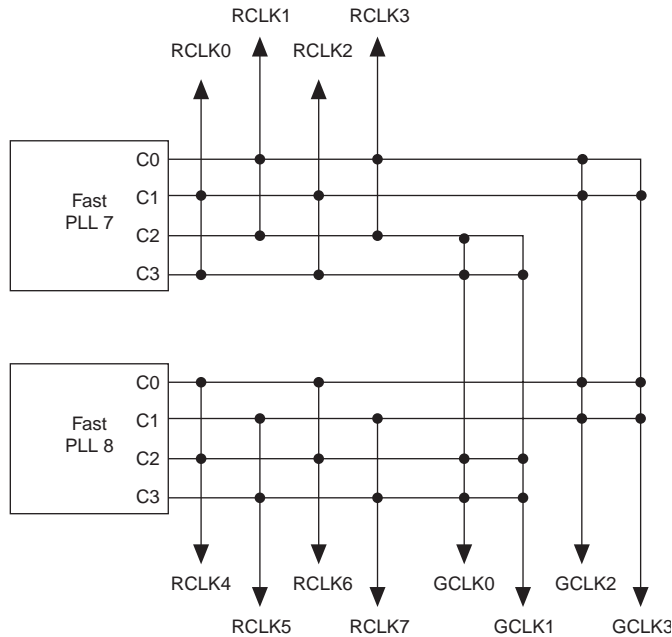 RCLK1 RCLK3
RCLK0 RCLK2
C0
C1
Fast
PLL 7
C2
C3
C0
C1
Fast
PLL 8
C2
C3
RCLK4 RCLK6 GCLK0 GCLK2
RCLK5 RCLK7 GCLK1 GCLK3